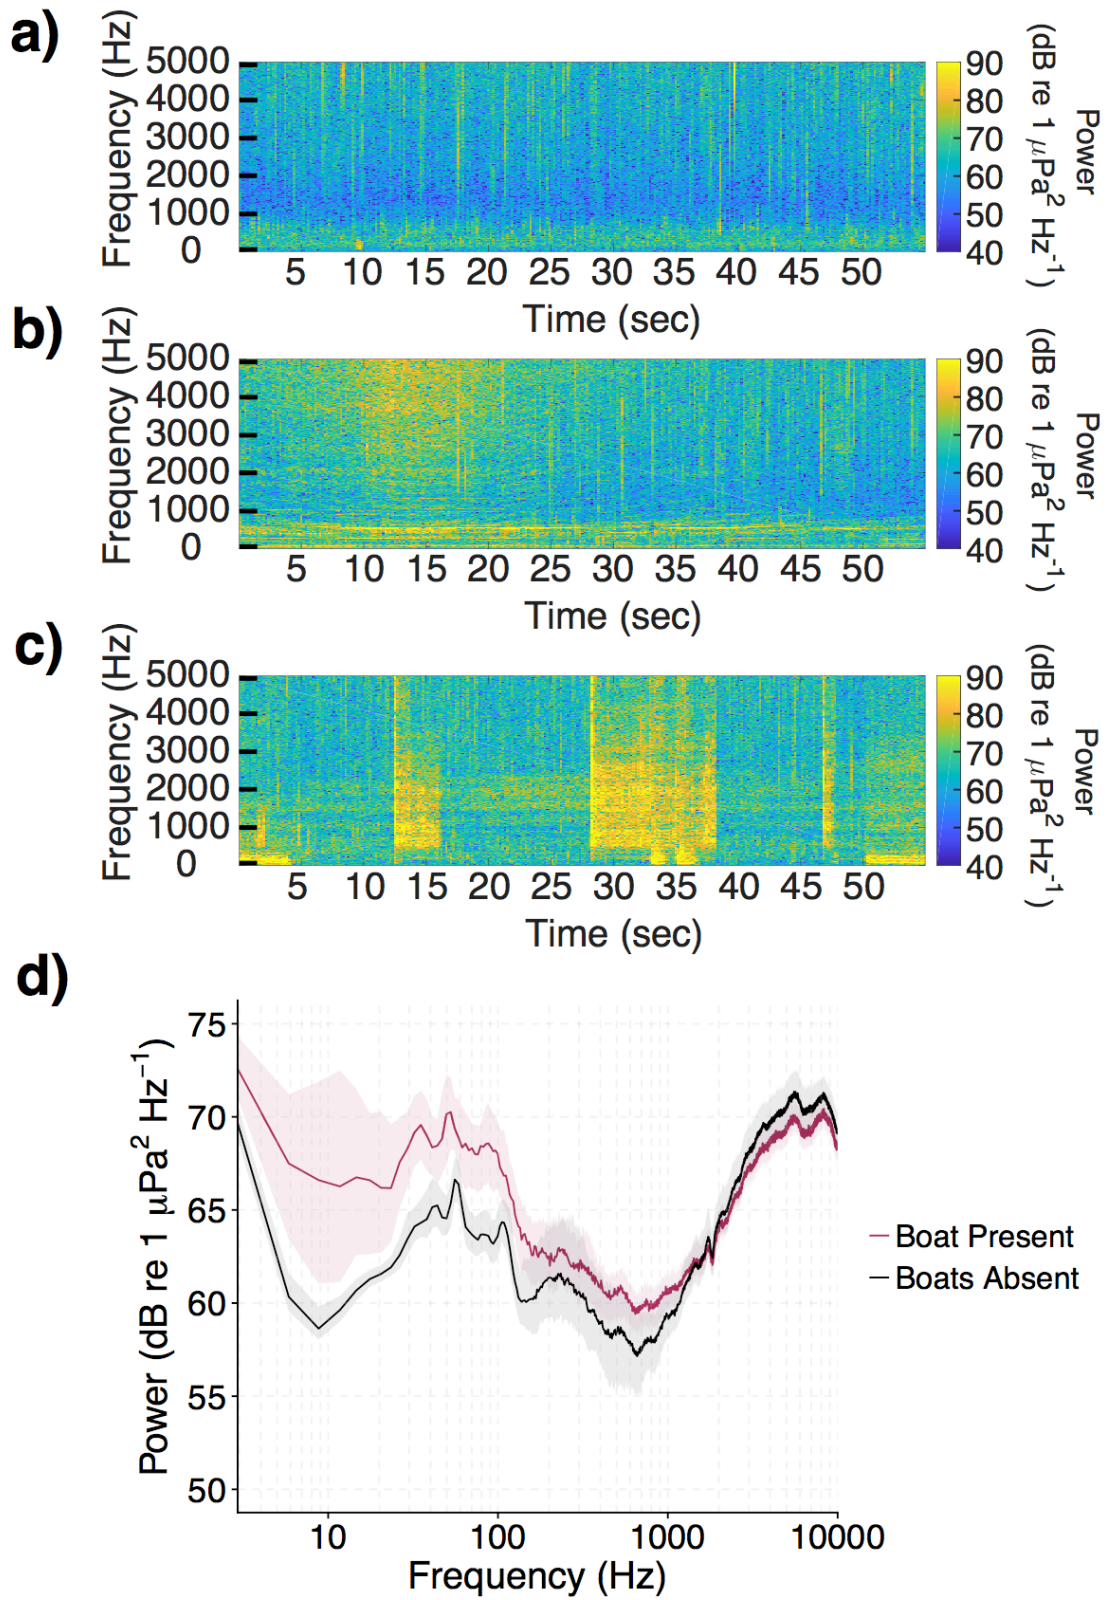 a)
Frequency (Hz)
5000
4000
3000
2000
1000
0
5 10 15 20 25 30 35 40 45 50
Time (sec)
90
80
70
60
50
40
Power
(dB re 1 μPa² Hz⁻¹)
b)
Frequency (Hz)
5000
4000
3000
2000
1000
0
5 10 15 20 25 30 35 40 45 50
Time (sec)
90
80
70
60
50
40
Power
(dB re 1 μPa² Hz⁻¹)
c)
Frequency (Hz)
5000
4000
3000
2000
1000
0
5 10 15 20 25 30 35 40 45 50
Time (sec)
90
80
70
60
50
40
Power
(dB re 1 μPa² Hz⁻¹)
d)
Power (dB re 1 μPa² Hz⁻¹)
75
70
65
60
55
50
10 100 1000 10000
Frequency (Hz)
Boat Present
Boats Absent